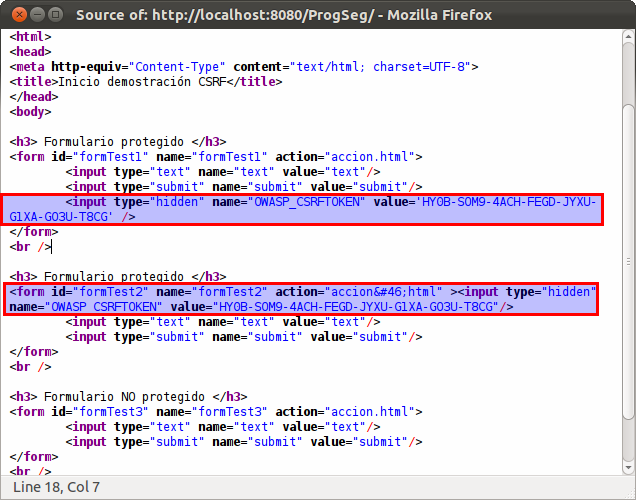 Source of: http://localhost:8080/ProgSeg/ - Mozilla Firefox
<html>
<head>
<meta http-equiv="Content-Type" content="text/html; charset=UTF-8">
<title>Inicio demostración CSRF</title>
</head>
<body>
<h3> Formulario protegido </h3>
<form id="formTest1" name="formTest1" action="accion.html">
<input type="text" name="text" value="text"/>
<input type="submit" name="submit" value="submit"/>
<input type="hidden" name="OWASP_CSRFTOKEN" value='HYOB-SOM9-4ACH-FEGD-JYXU-
G1XA-GO3U-T8CG' />
</form>
<br />
<h3> Formulario protegido </h3>
<form id="formTest2" name="formTest2" action="accion&#46;html" ><input type="hidden"
name="OWASP_CSRFTOKEN" value="HYOB-SOM9-4ACH-FEGD-JYXU-G1XA-GO3U-T8CG"/>
<input type="text" name="text" value="text"/>
<input type="submit" name="submit" value="submit"/>
</form>
<br />
<h3> Formulario NO protegido </h3>
<form id="formTest3" name="formTest3" action="accion.html">
<input type="text" name="text" value="text"/>
<input type="submit" name="submit" value="submit"/>
</form>
<br />
Line 18, Col 7